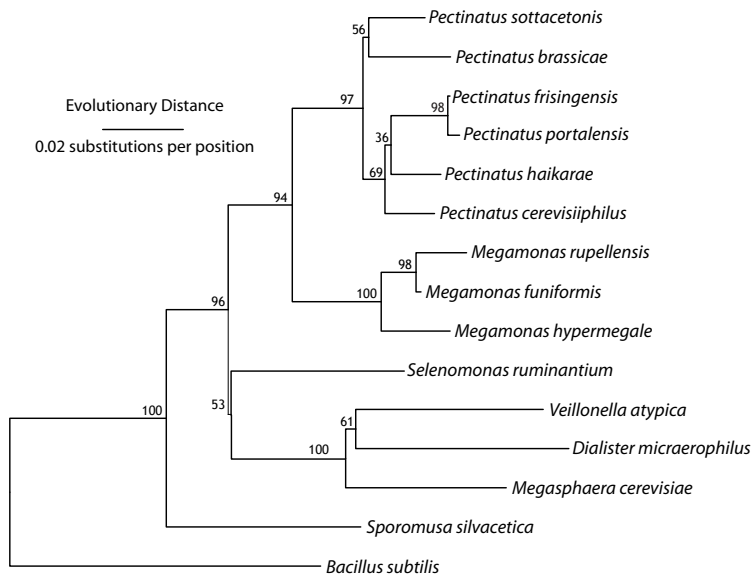 Pectinatus sottacetonis
56
Pectinatus brassicae
Evolutionary Distance
0.02 substitutions per position
97
Pectinatus frisingensis
98
Pectinatus portalensis
36
69
Pectinatus haikarae
94
Pectinatus cerevisiiphilus
Megamonas rupellensis
98
Megamonas funiformis
100
96
Megamonas hypermegale
Selenomonas ruminantium
53
Veillonella atypica
100
61
Dialister micraerophilus
100
Megasphaera cerevisiae
Sporomusa silvacetica
Bacillus subtilis